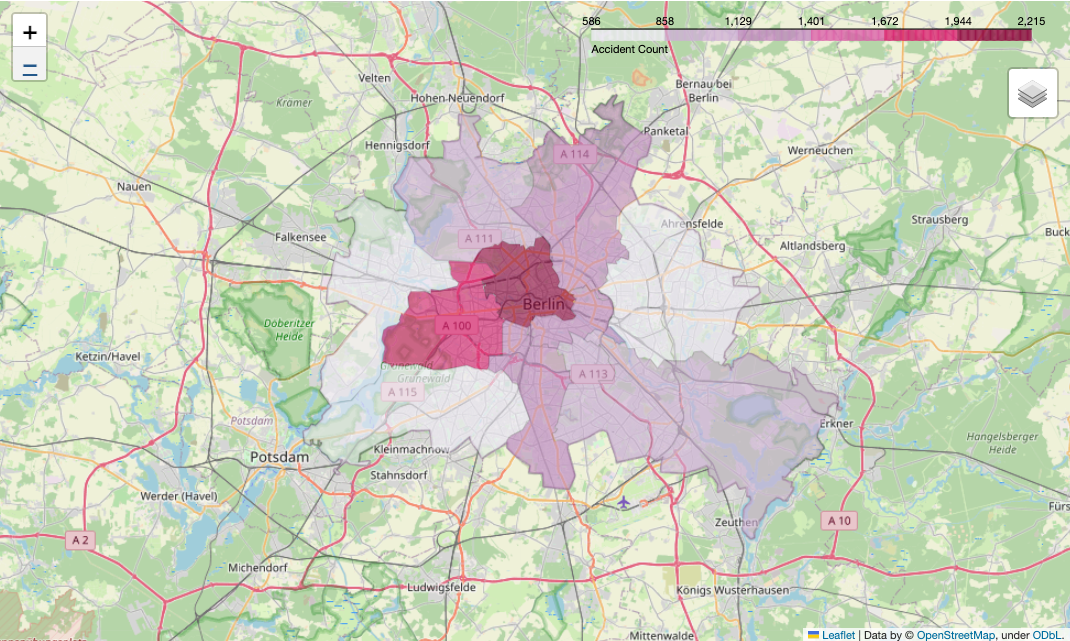 +
586 858 1,129 1,401 1,672 1,944 2,215
Accident Count
−
Velten
Hohen Neuendorf
Bernau bei
Berlin
Krämer
Hennigsdorf
Panketal
A 114
Werneuchen
Nauen
Ahrensfelde
Strausberg
Buck
Falkensee
A 111
Altlandsberg
Berlin
Döberitzer
Heide
A 100
Ketzin/Havel
Grunewald
Grunewald
A 113
A 115
Potsdam
Erkner
Hangelsberger
Heide
Kleinmachnow
Potsdam
Stahnsdorf
Werder (Havel)
Fürs
Zeuthen
A 10
A 2
Michendorf
Ludwigsfelde
Königs Wusterhausen
Mittenwalde
Leaflet | Data by © OpenStreetMap, under ODbL.